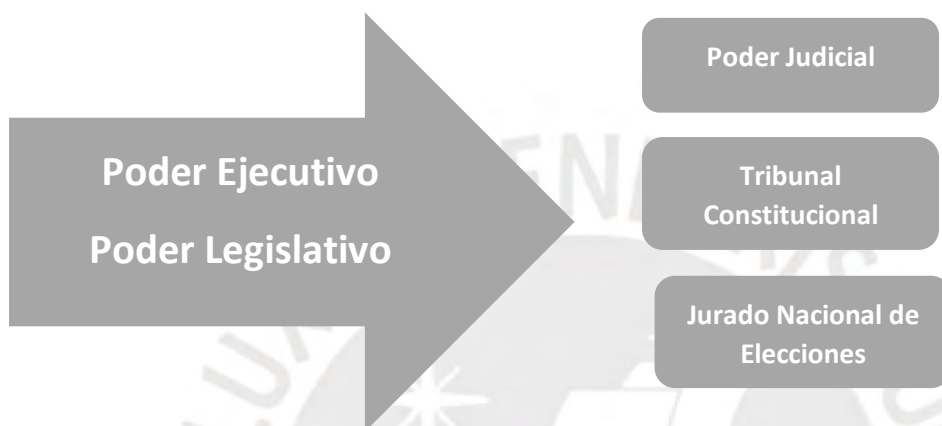 Poder Ejecutivo
Poder Legislativo
Poder Judicial
Tribunal
Constitucional
Jurado Nacional de
Elecciones